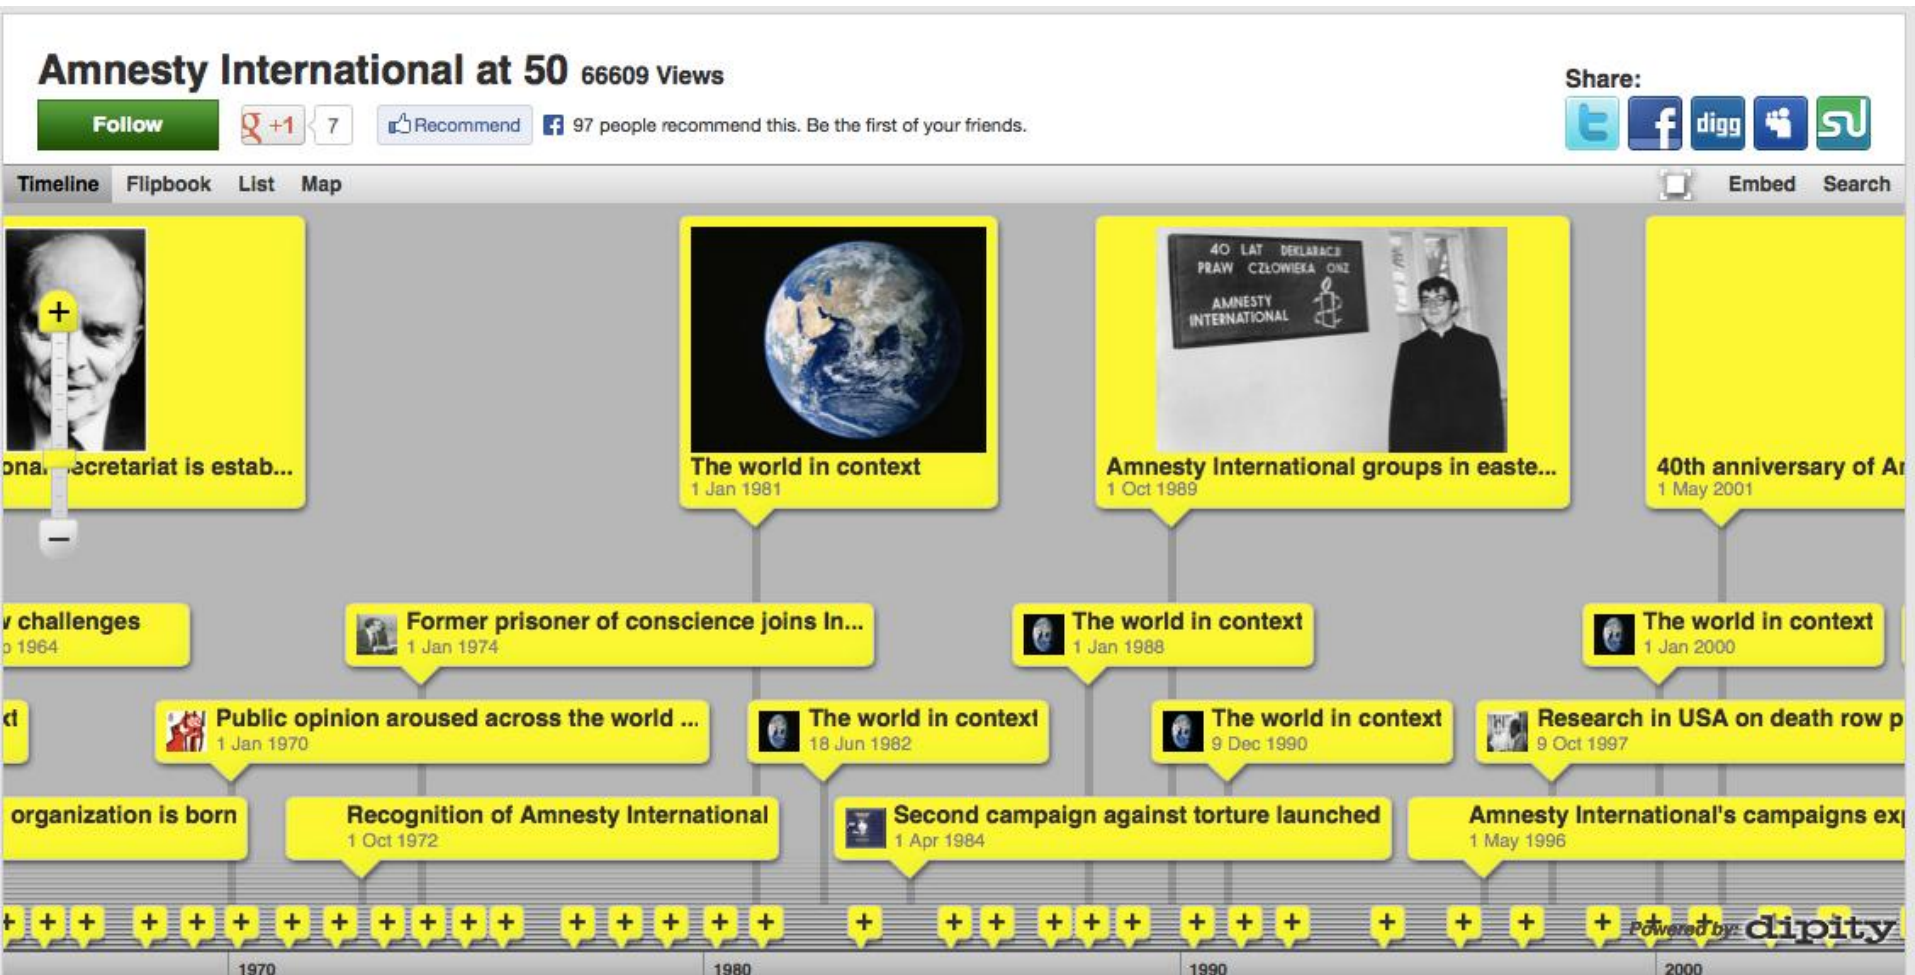 Amnesty International at 50 66609 Views
Share:
Follow
+1 7
Recommend
97 people recommend this. Be the first of your friends.
digg
Timeline Flipbook List Map
Embed Search
40 LAT DEKLARACJI
PRAW CZŁOWIEKA ONZ
AMNESTY
INTERNATIONAL
ecretariat is estab...
The world in context
1 Jan 1981
Amnesty International groups in easte...
1 Oct 1989
40th anniversary of
1 May 2001
challenges
1964
Former prisoner of conscience joins In...
1 Jan 1974
The world in context
1 Jan 1988
The world in context
1 Jan 2000
Public opinion aroused across the world ...
1 Jan 1970
The world in context
18 Jun 1982
The world in context
9 Dec 1990
Research in USA on death row p
9 Oct 1997
organization is born
Recognition of Amnesty International
1 Oct 1972
Second campaign against torture launched
1 Apr 1984
Amnesty International's campaigns exp
1 May 1996
Powered by: dipity
1970 1980 1990 2000